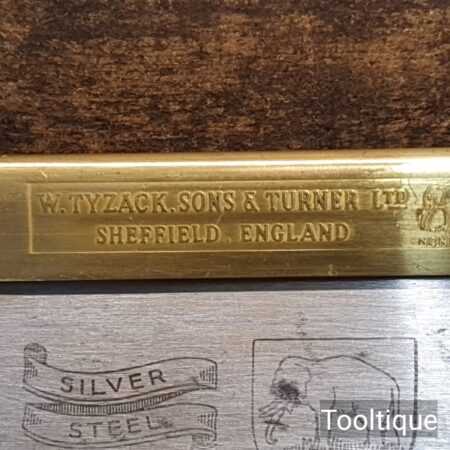 W. TYZACK. SONS & TURNER LTD
SHEFFIELD. ENGLAND
SILVER
STEEL
Tooltique